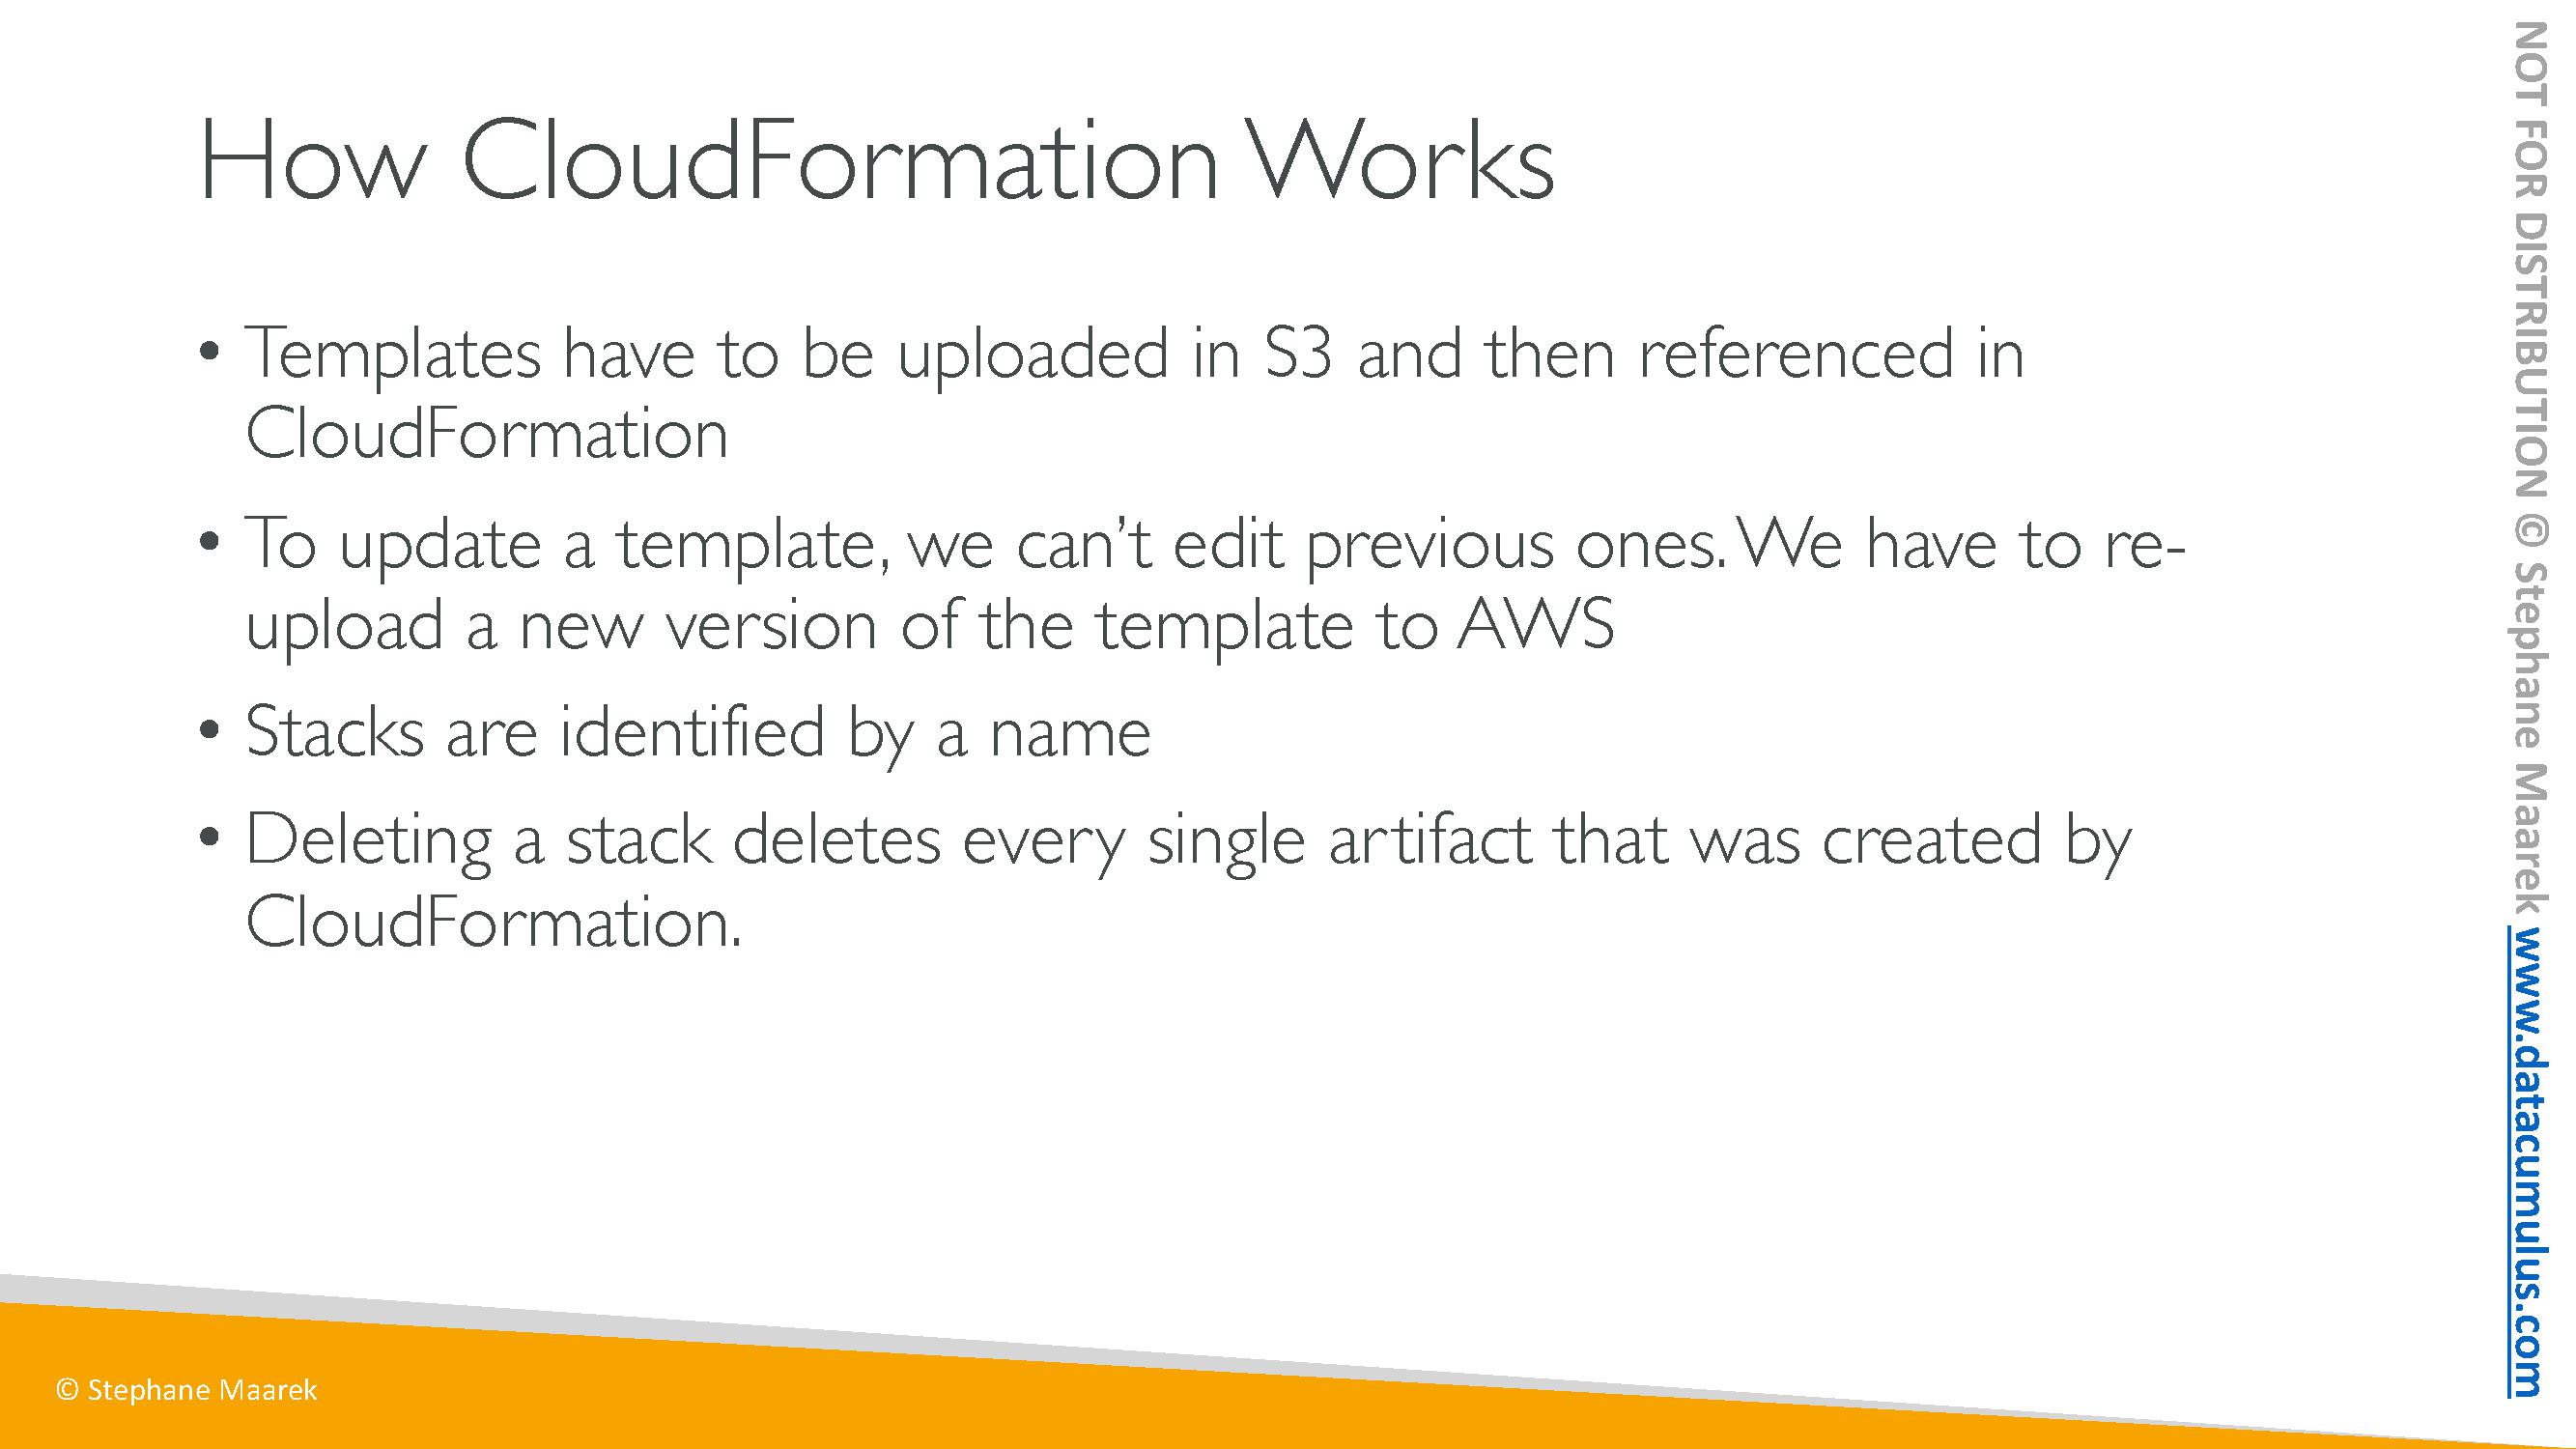 How CloudFormation Works
• Templates have to be uploaded in S3 and then referenced in
CloudFormation
• To update a template, we can’t edit previous ones. We have to re-
upload a new version of the template to AWS
• Stacks are identified by a name
• Deleting a stack deletes every single artifact that was created by
CloudFormation.
© Stephane Maarek
NOT FOR DISTRIBUTION © Stephane Maarek www.datacumulus.com